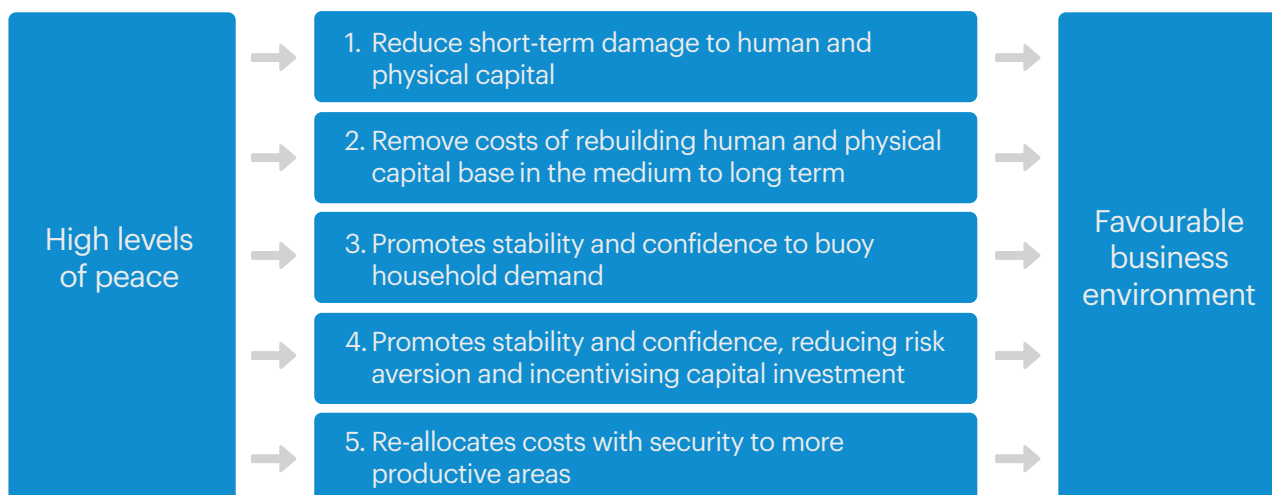 High levels
of peace
1. Reduce short-term damage to human and
physical capital
2. Remove costs of rebuilding human and physical
capital base in the medium to long term
3. Promotes stability and confidence to buoy
household demand
4. Promotes stability and confidence, reducing risk
aversion and incentivising capital investment
5. Re-allocates costs with security to more
productive areas
Favourable
business
environment